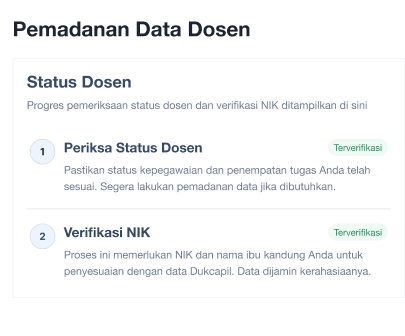 Pemadanan Data Dosen
Status Dosen
Progres pemeriksaan status dosen dan verifikasi NIK ditampilkan di sini
1
Periksa Status Dosen
Terverifikasi
Pastikan status kepegawaian dan penempatan tugas Anda telah
sesuai. Segera lakukan pemadanan data jika dibutuhkan.
2
Verifikasi NIK
Terverifikasi
Proses ini memerlukan NIK dan nama ibu kandung Anda untuk
penyesuaian dengan data Dukcapil. Data dijamin kerahasiaanya.